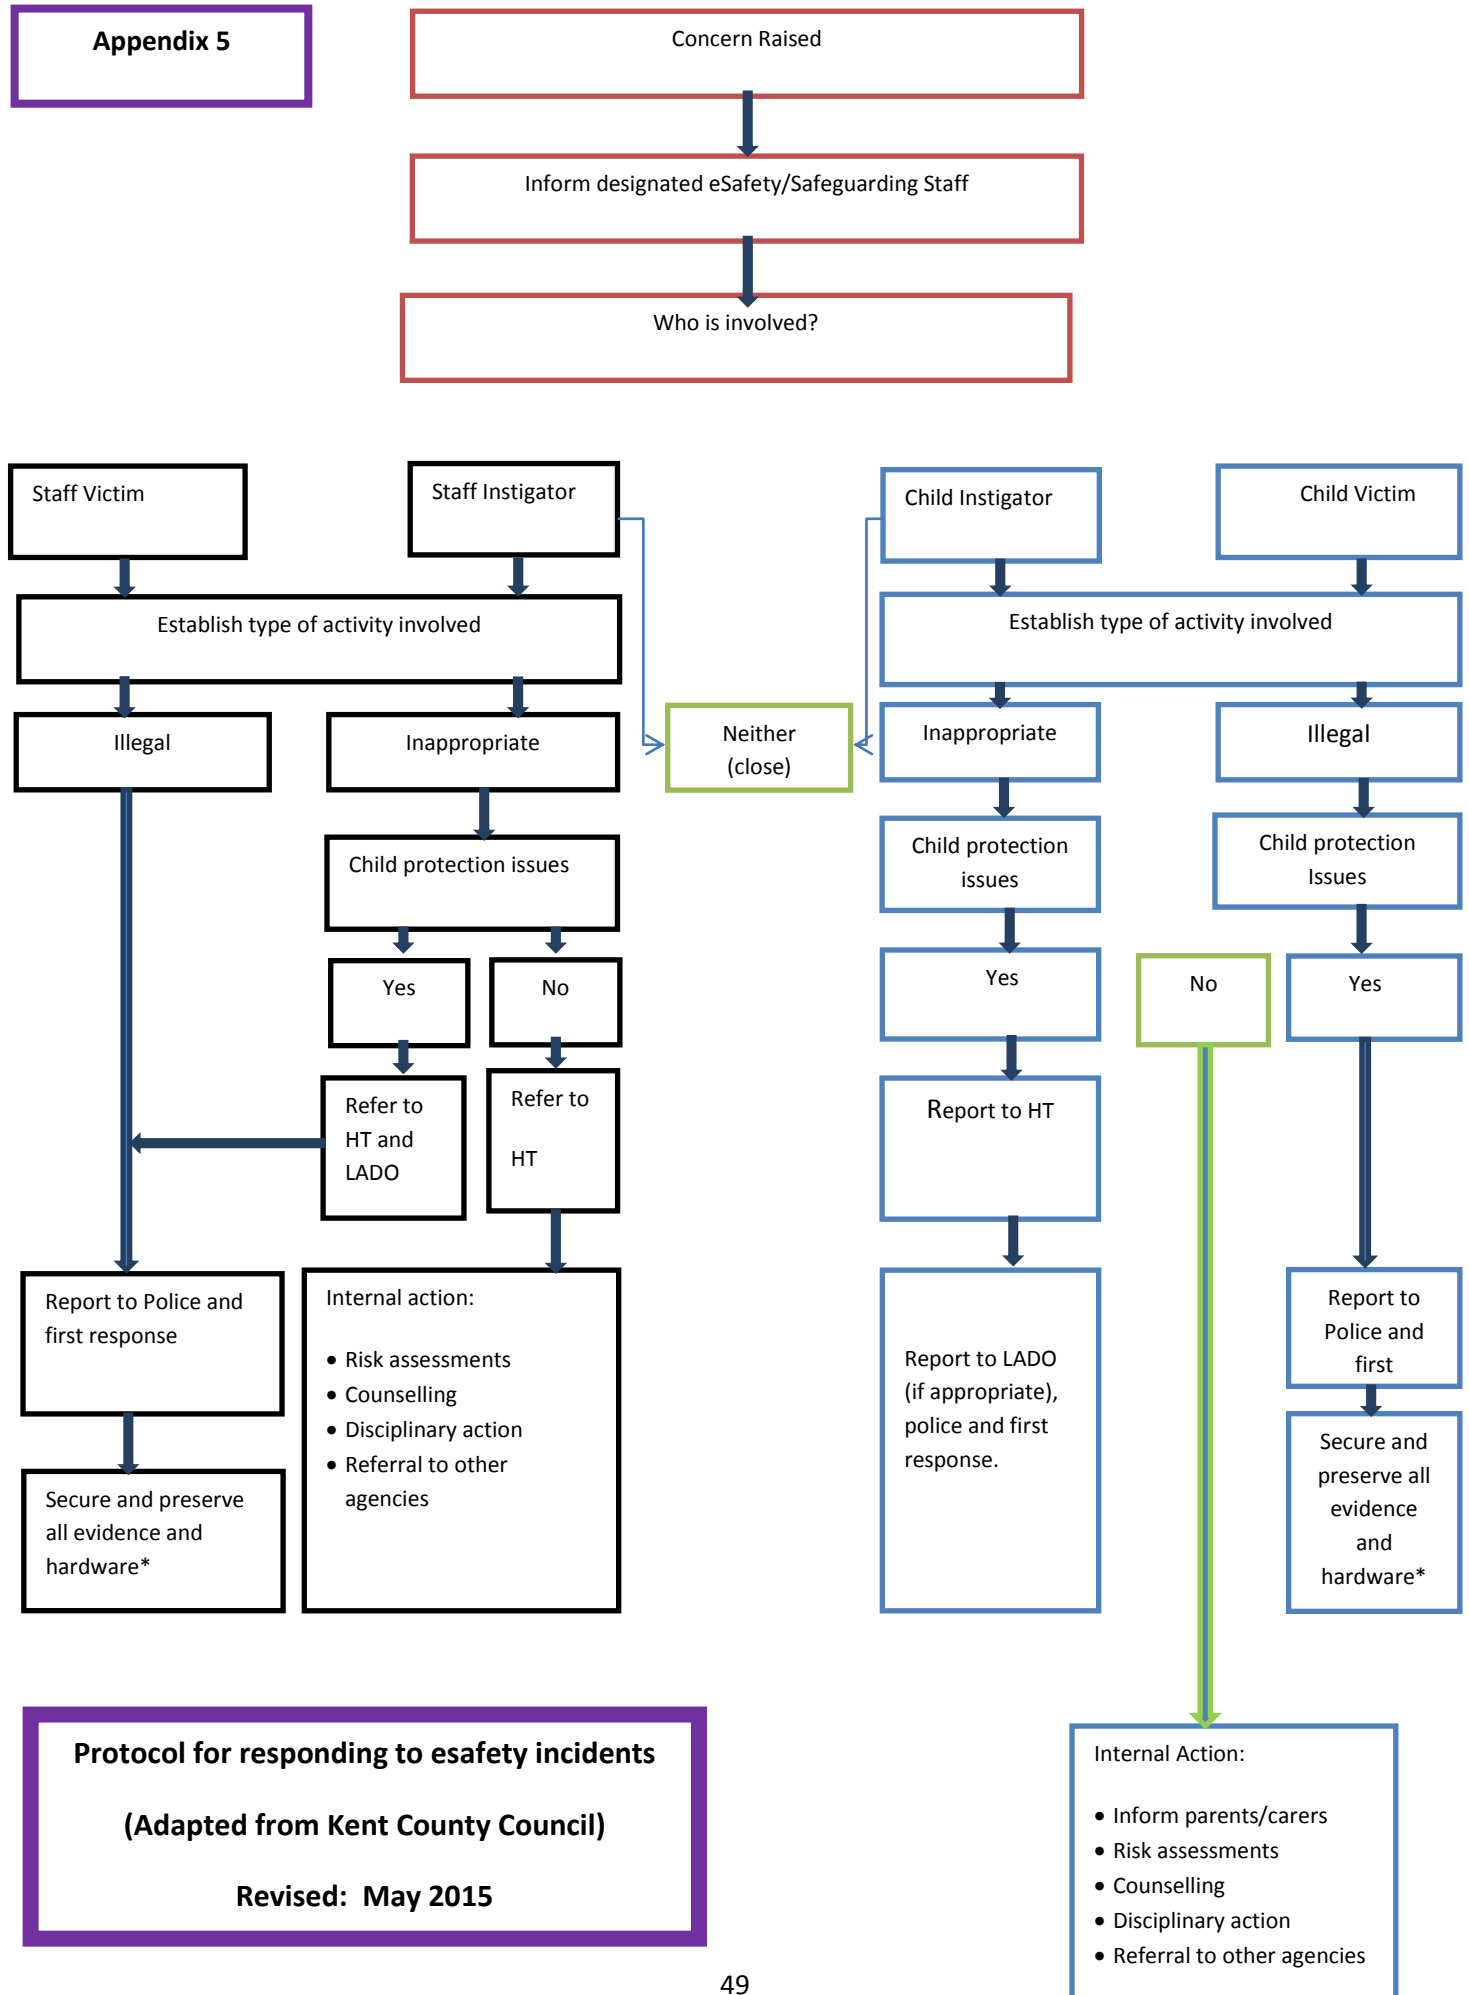 Appendix 5
Concern Raised
Inform designated eSafety/Safeguarding Staff
Who is involved?
Staff Victim
Staff Instigator
Child Instigator
Child Victim
Establish type of activity involved
Establish type of activity involved
Illegal
Inappropriate
Neither
(close)
Inappropriate
Illegal
Child protection issues
Child protection
issues
Child protection
Issues
Yes
No
Yes
No
Yes
Refer to
HT and
LADO
Refer to
HT
Report to HT
Report to Police and
first response
Internal action:
• Risk assessments
• Counselling
• Disciplinary action
• Referral to other
agencies
Report to LADO
(if appropriate),
police and first
response.
Report to
Police and
first
Secure and preserve
all evidence and
hardware*
Secure and
preserve all
evidence
and
hardware*
Protocol for responding to esafety incidents
(Adapted from Kent County Council)
Revised: May 2015
Internal Action:
• Inform parents/carers
• Risk assessments
• Counselling
• Disciplinary action
• Referral to other agencies
49